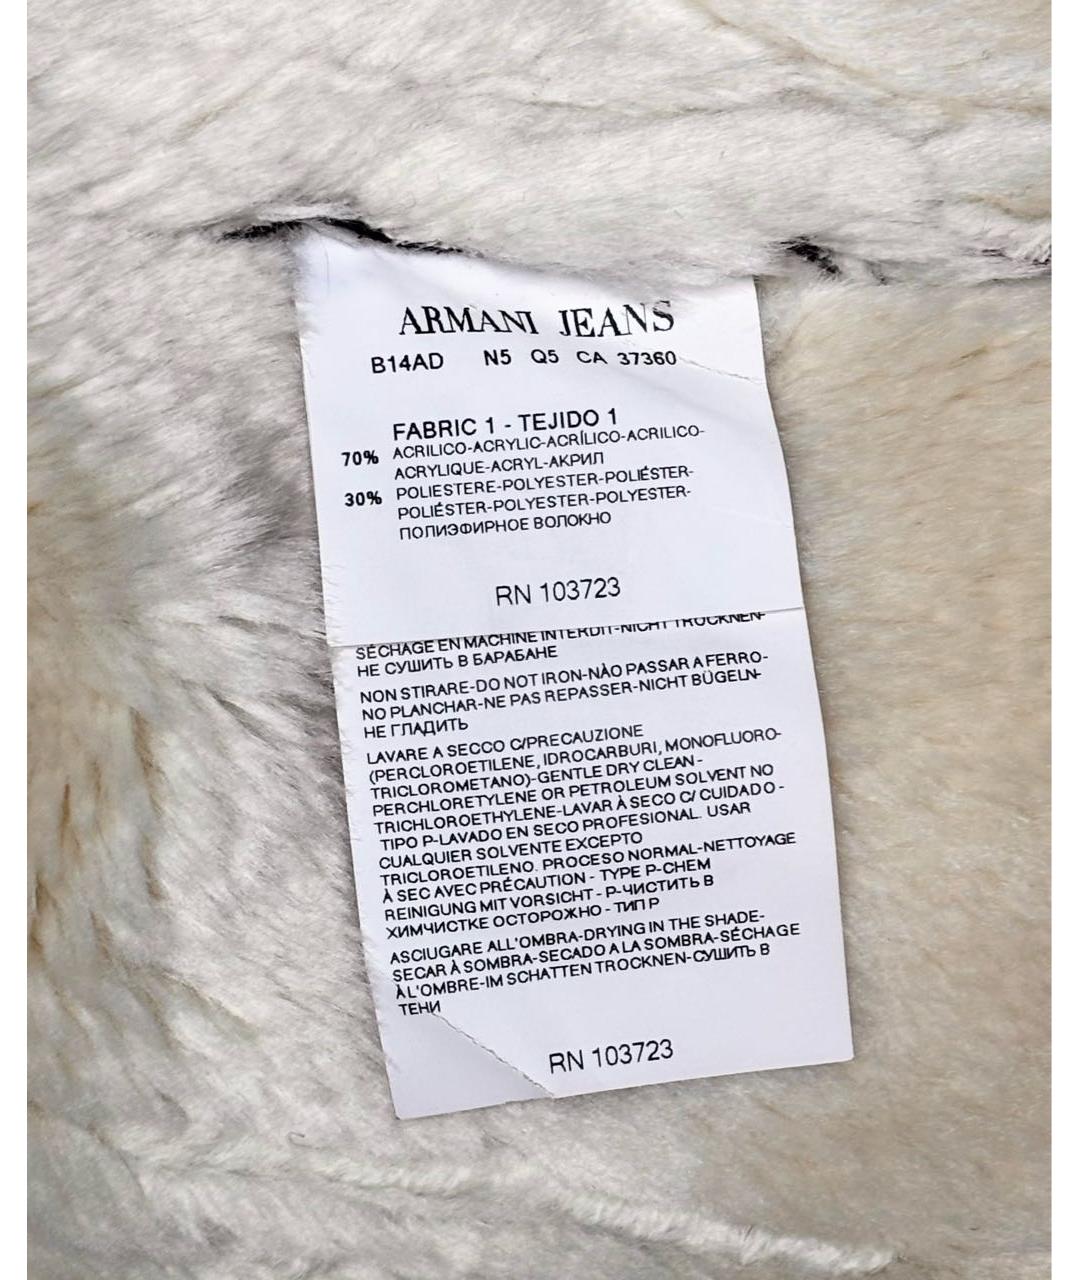 ARMANI JEANS
B14AD N5 Q5 CA 37360
FABRIC 1 - TEJIDO 1
70% ACRILICO-ACRYLIC-ACRÍLICO-ACRILICO-
ACRYLIQUE-ACRYL-АКРИЛ
30% POLIESTERE-POLYESTER-POLIÉSTER-
POLIÉSTER-POLYESTER-POLYESTER-
ПОЛИЭФИРНОЕ ВОЛОКНО
RN 103723
SÉCHAGE EN MACHINE INTERDIT-NICHT TROCKNEN-
НЕ СУШИТЬ В БАРАБАНЕ
NON STIRARE-DO NOT IRON-NÀO PASSAR A FERRO-
NO PLANCHAR-NE PAS REPASSER-NICHT BÜGELN-
НЕ ГЛАДИТЬ
LAVARE A SECCO C/PRECAUZIONE
(PERCLOROETILENE, IDROCARBURI, MONOFLUORO-
TRICLOROMETANO)-GENTLE DRY CLEAN -
PERCHLORETYLENE OR PETROLEUM SOLVENT NO
TRICHLOROETHYLENE-LAVAR À SECO C/ CUIDADO -
TIPO P-LAVADO EN SECO PROFESIONAL. USAR
CUALQUIER SOLVENTE EXCEPTO
TRICLOROETILENO. PROCESO NORMAL-NETTOYAGE
À SEC AVEC PRÉCAUTION - TYPE P-CHEM
REINIGUNG MIT VORSICHT - P-ЧИСТИТЬ В
ХИМЧИСТКЕ ОСТОРОЖНО - ТИП P
ASCIUGARE ALL'OMBRA-DRYING IN THE SHADE-
SECAR À SOMBRA-SECADO A LA SOMBRA-SÉCHAGE
À L'OMBRE-IM SCHATTEN TROCKNEN-СУШИТЬ В
ТЕНИ
RN 103723